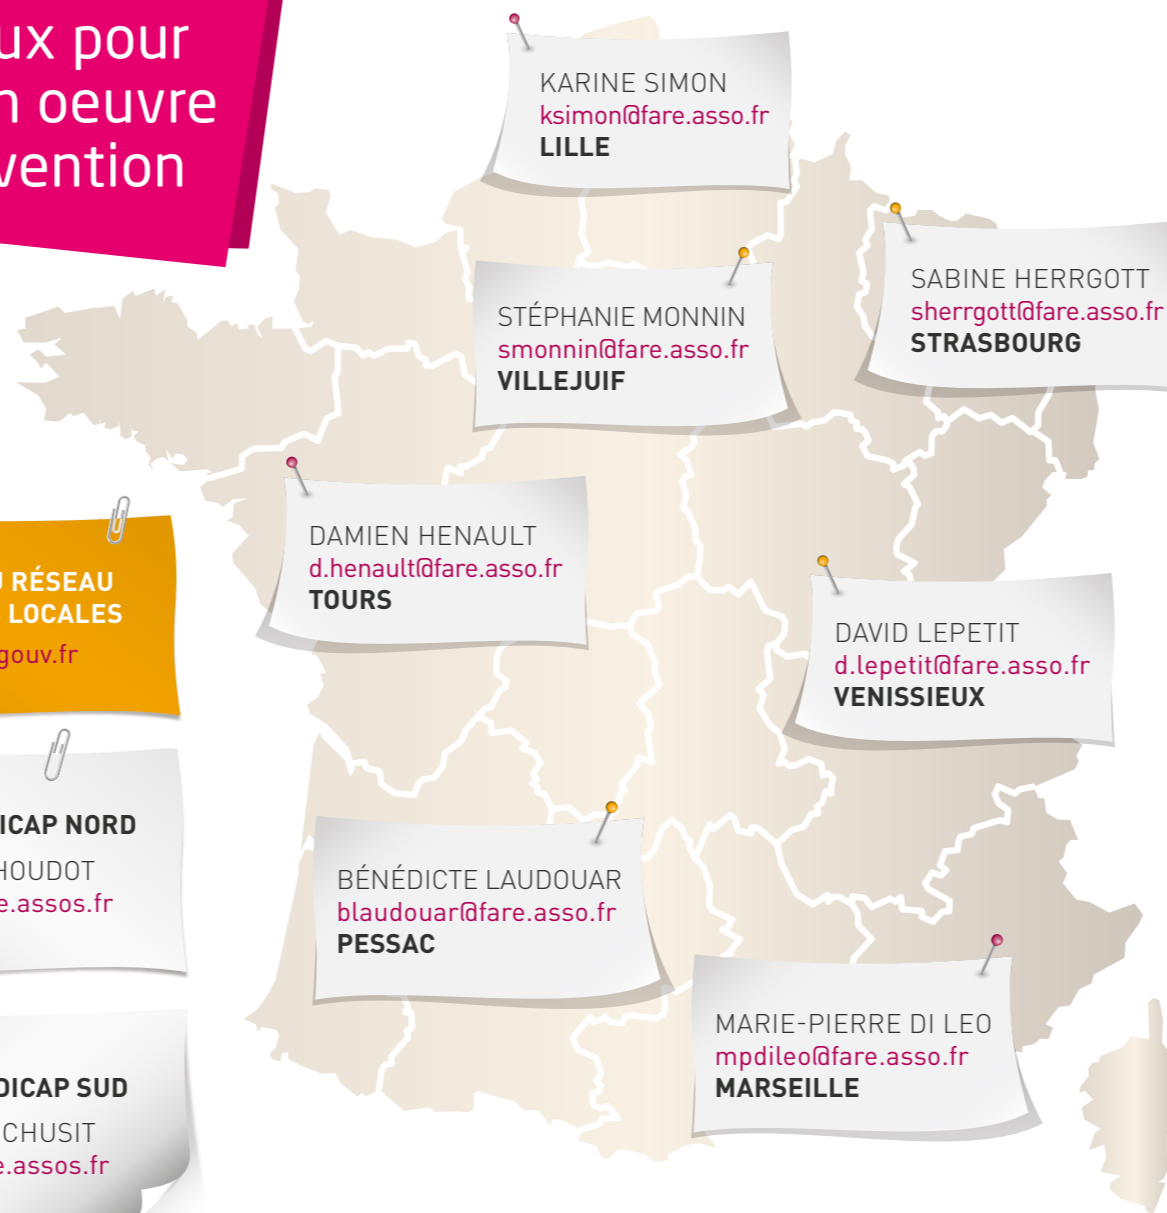 ux pour
n oeuvre
vention
KARINE SIMON
ksimon@fare.asso.fr
LILLE
STÉPHANIE MONNIN
smonnin@fare.asso.fr
VILLEJUIF
SABINE HERRGOTT
sherrgott@fare.asso.fr
STRASBOURG
DAMIEN HENAULT
d.henault@fare.asso.fr
TOURS
DAVID LEPETIT
d.lepetit@fare.asso.fr
VENISSIEUX
BÉNÉDICTE LAUDOUAR
blaudouar@fare.asso.fr
PESSAC
MARIE-PIERRE DI LEO
mpdileo@fare.asso.fr
MARSEILLE
U RÉSEAU
LOCALES
gouv.fr
ICAP NORD
HOUDOT
e.assos.fr
DICAP SUD
CHUSIT
e.assos.fr